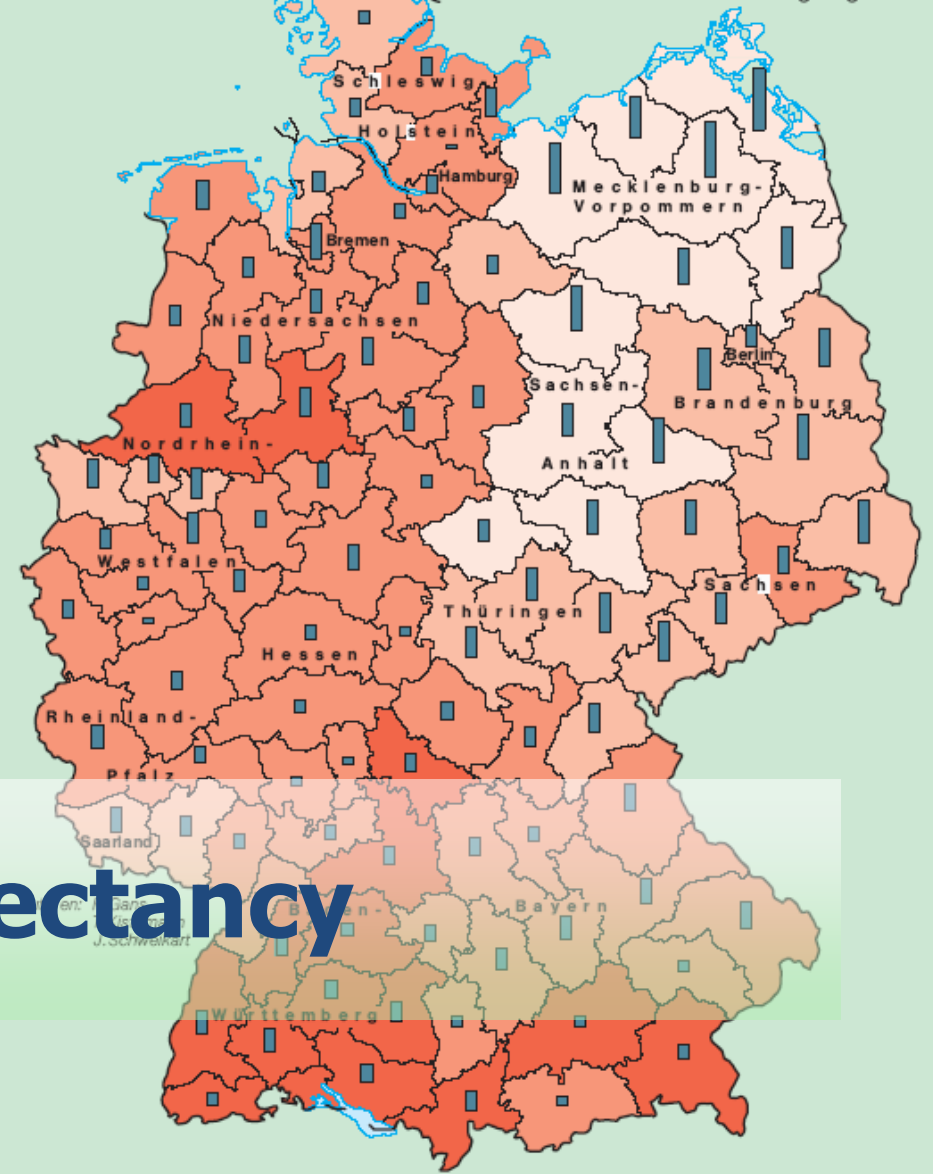 Schleswig
Holstein
Hamburg
Mecklenburg-
Vorpommern
Bremen
Niedersachsen
Berlin
Sachsen-
Brandenburg
Nordrhein-
Anhalt
Westfalen
Sachsen
Thüringen
Hessen
Rheinland-
Pfalz
Saarland
ectancy
Bayern
J.Schweikart
Württemberg